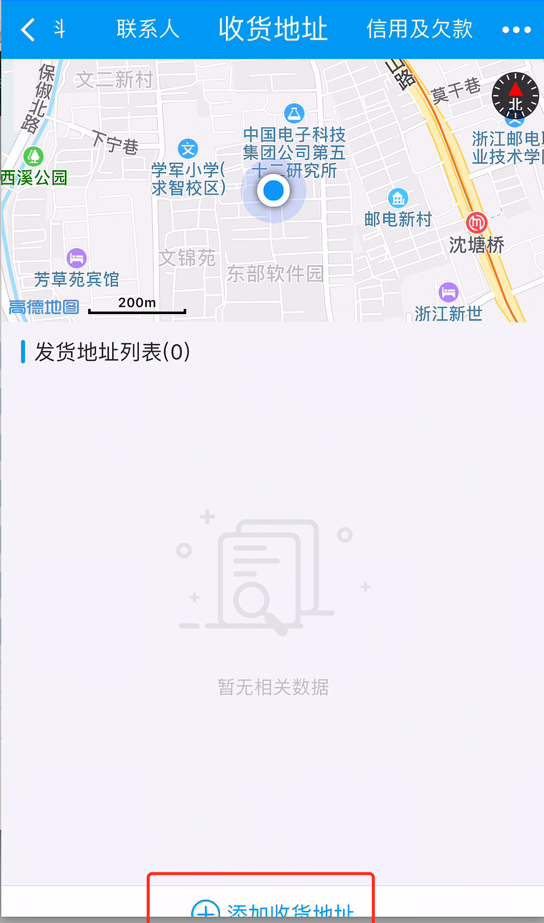 联系人 收货地址 信用及欠款
保俶北路
文二新村
山路
莫干路
北
下宁巷
中国电子科技
集团公司第五
十二研究所
浙江邮电
业技术学
西溪公园
学军小学(
求智校区)
邮电新村
沈塘桥
文锦苑
东部软件园
芳草苑宾馆
高德地图
200m
浙江新世
发货地址列表(0)
暂无相关数据
添加收货地址